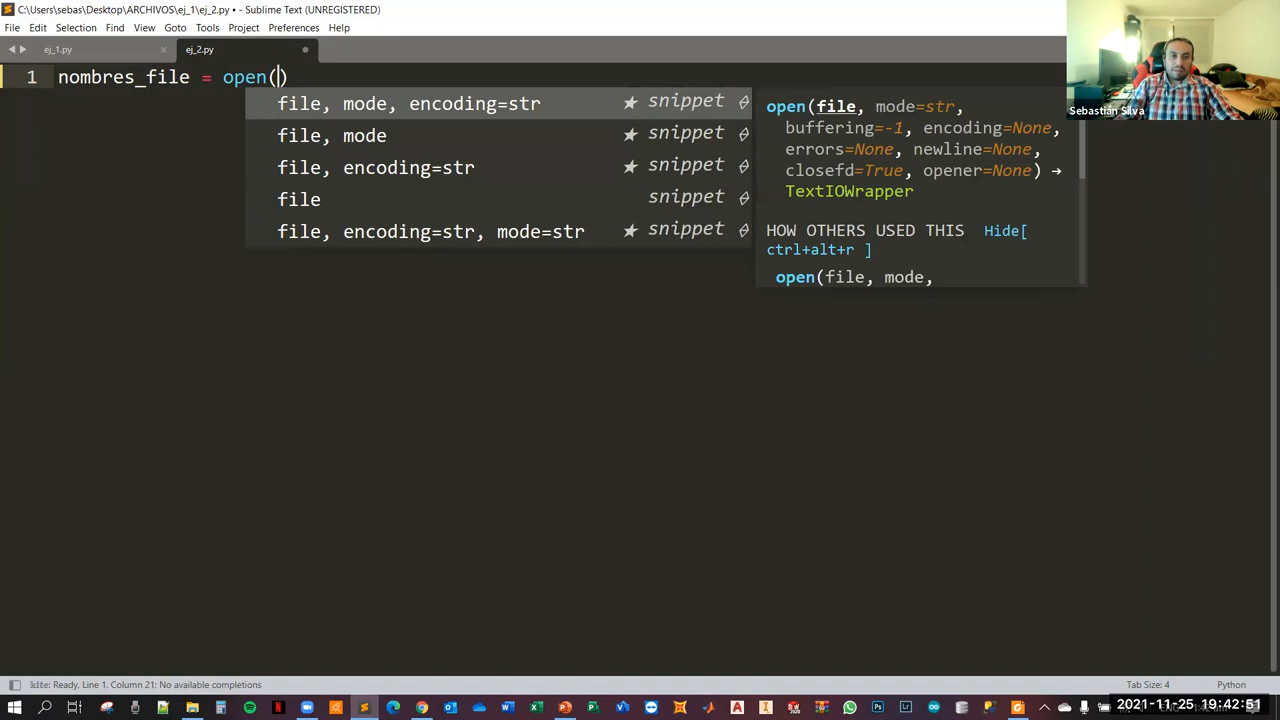 C:\Users\sebas\Desktop\ARCHIVOS\ej_1\ej_2.py • - Sublime Text (UNREGISTERED)
File Edit Selection Find View Goto Tools Project Preferences Help
ej_1.py ej_2.py
1 nombres_file = open()
file, mode, encoding=str ★ snippet
file, mode ★ snippet
file, encoding=str ★ snippet
file snippet
file, encoding=str, mode=str ★ snippet
open(file, mode=str,
buffering=-1, encoding=None,
errors=None, newline=None,
closefd=True, opener=None) →
TextIOWrapper
HOW OTHERS USED THIS Hide[
ctrl+alt+r ]
open(file, mode,
Sebastián Silva
kite: Ready, Line 1, Column 21: No available completions
Tab Size: 4 Python
2021-11-25 19:42:51